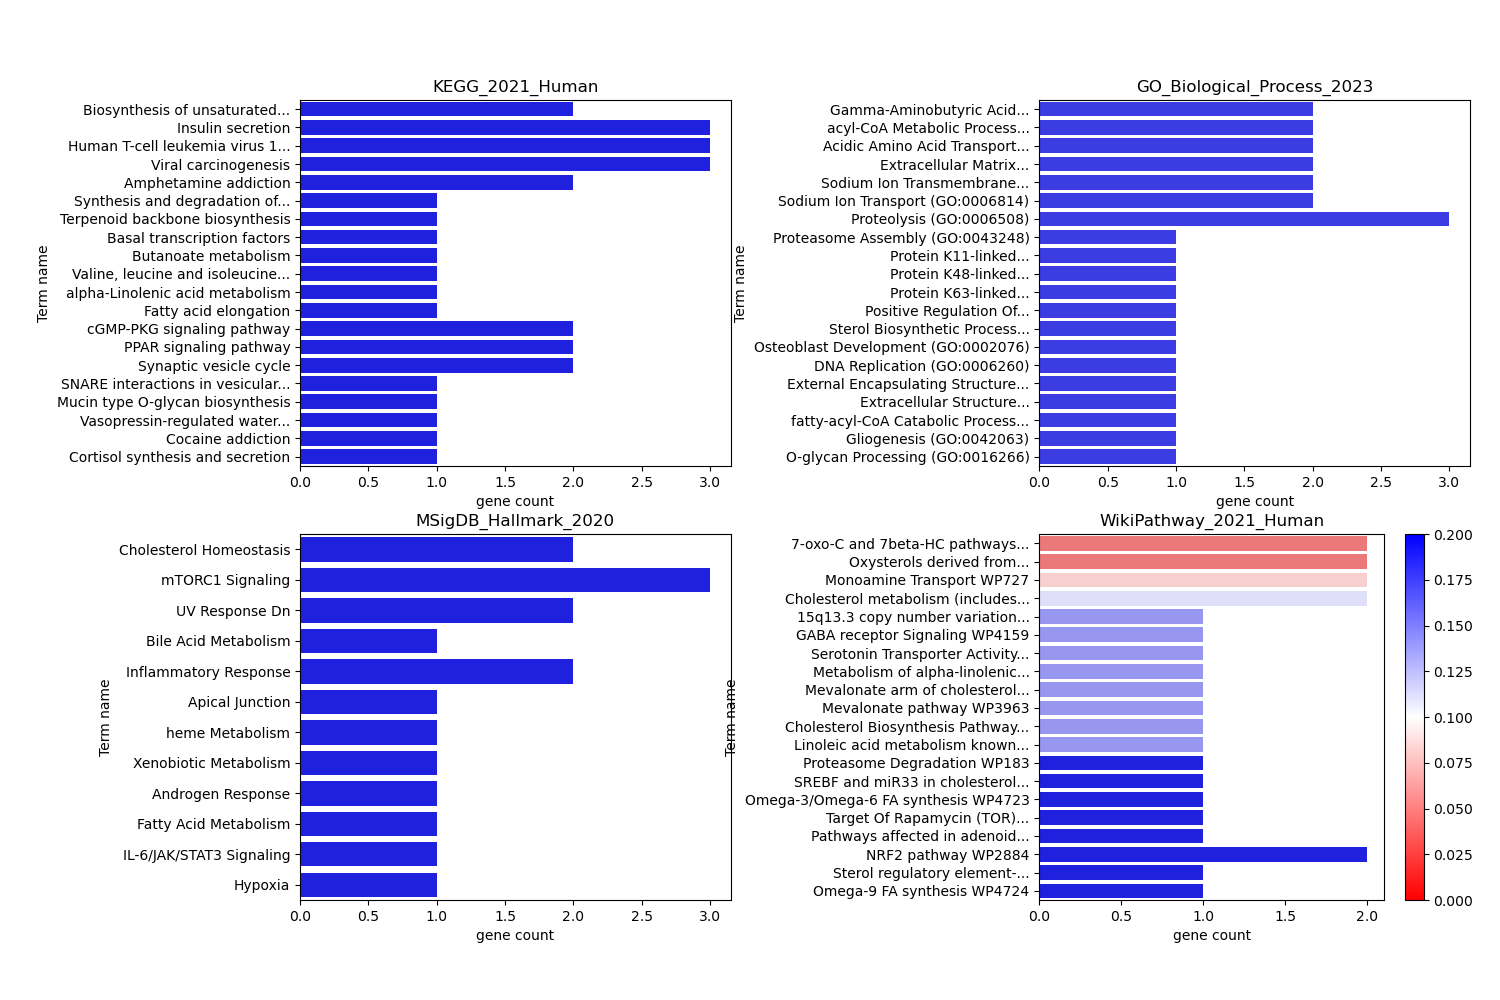 KEGG_2021_Human
Biosynthesis of unsaturated...
Insulin secretion
Human T-cell leukemia virus 1...
Viral carcinogenesis
Amphetamine addiction
Synthesis and degradation of...
Terpenoid backbone biosynthesis
Basal transcription factors
Butanoate metabolism
Valine, leucine and isoleucine...
alpha-Linolenic acid metabolism
Fatty acid elongation
cGMP-PKG signaling pathway
PPAR signaling pathway
Synaptic vesicle cycle
SNARE interactions in vesicular...
Mucin type O-glycan biosynthesis
Vasopressin-regulated water...
Cocaine addiction
Cortisol synthesis and secretion
Term name
0.0 0.5 1.0 1.5 2.0 2.5 3.0
gene count
GO_Biological_Process_2023
Gamma-Aminobutyric Acid...
acyl-CoA Metabolic Process...
Acidic Amino Acid Transport...
Extracellular Matrix...
Sodium Ion Transmembrane...
Sodium Ion Transport (GO:0006814)
Proteolysis (GO:0006508)
Proteasome Assembly (GO:0043248)
Protein K11-linked...
Protein K48-linked...
Protein K63-linked...
Positive Regulation Of...
Sterol Biosynthetic Process...
Osteoblast Development (GO:0002076)
DNA Replication (GO:0006260)
External Encapsulating Structure...
Extracellular Structure...
fatty-acyl-CoA Catabolic Process...
Gliogenesis (GO:0042063)
O-glycan Processing (GO:0016266)
Term name
0.0 0.5 1.0 1.5 2.0 2.5 3.0
gene count
MSigDB_Hallmark_2020
Cholesterol Homeostasis
mTORC1 Signaling
UV Response Dn
Bile Acid Metabolism
Inflammatory Response
Apical Junction
heme Metabolism
Xenobiotic Metabolism
Androgen Response
Fatty Acid Metabolism
IL-6/JAK/STAT3 Signaling
Hypoxia
Term name
0.0 0.5 1.0 1.5 2.0 2.5 3.0
gene count
WikiPathway_2021_Human
7-oxo-C and 7beta-HC pathways...
Oxysterols derived from...
Monoamine Transport WP727
Cholesterol metabolism (includes...
15q13.3 copy number variation...
GABA receptor Signaling WP4159
Serotonin Transporter Activity...
Metabolism of alpha-linolenic...
Mevalonate arm of cholesterol...
Mevalonate pathway WP3963
Cholesterol Biosynthesis Pathway...
Linoleic acid metabolism known...
Proteasome Degradation WP183
SREBF and miR33 in cholesterol...
Omega-3/Omega-6 FA synthesis WP4723
Target Of Rapamycin (TOR)...
Pathways affected in adenoid...
NRF2 pathway WP2884
Sterol regulatory element-...
Omega-9 FA synthesis WP4724
Term name
0.0 0.5 1.0 1.5 2.0
gene count
0.200
0.175
0.150
0.125
0.100
0.075
0.050
0.025
0.000